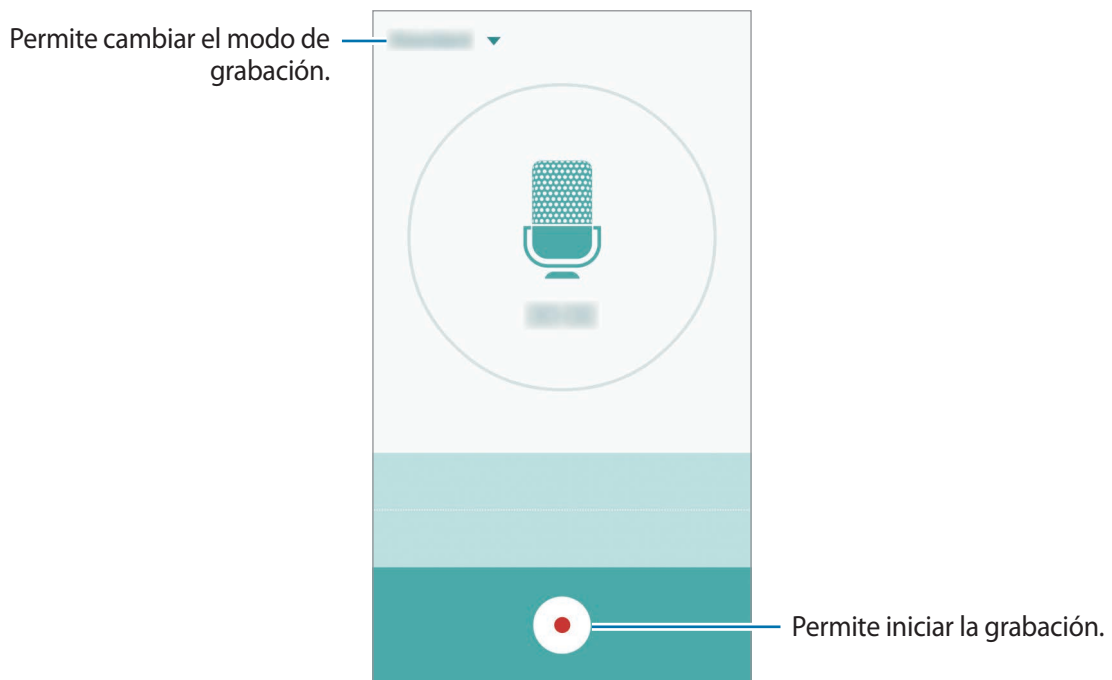 Permite cambiar el modo de
grabación.
Permite iniciar la grabación.